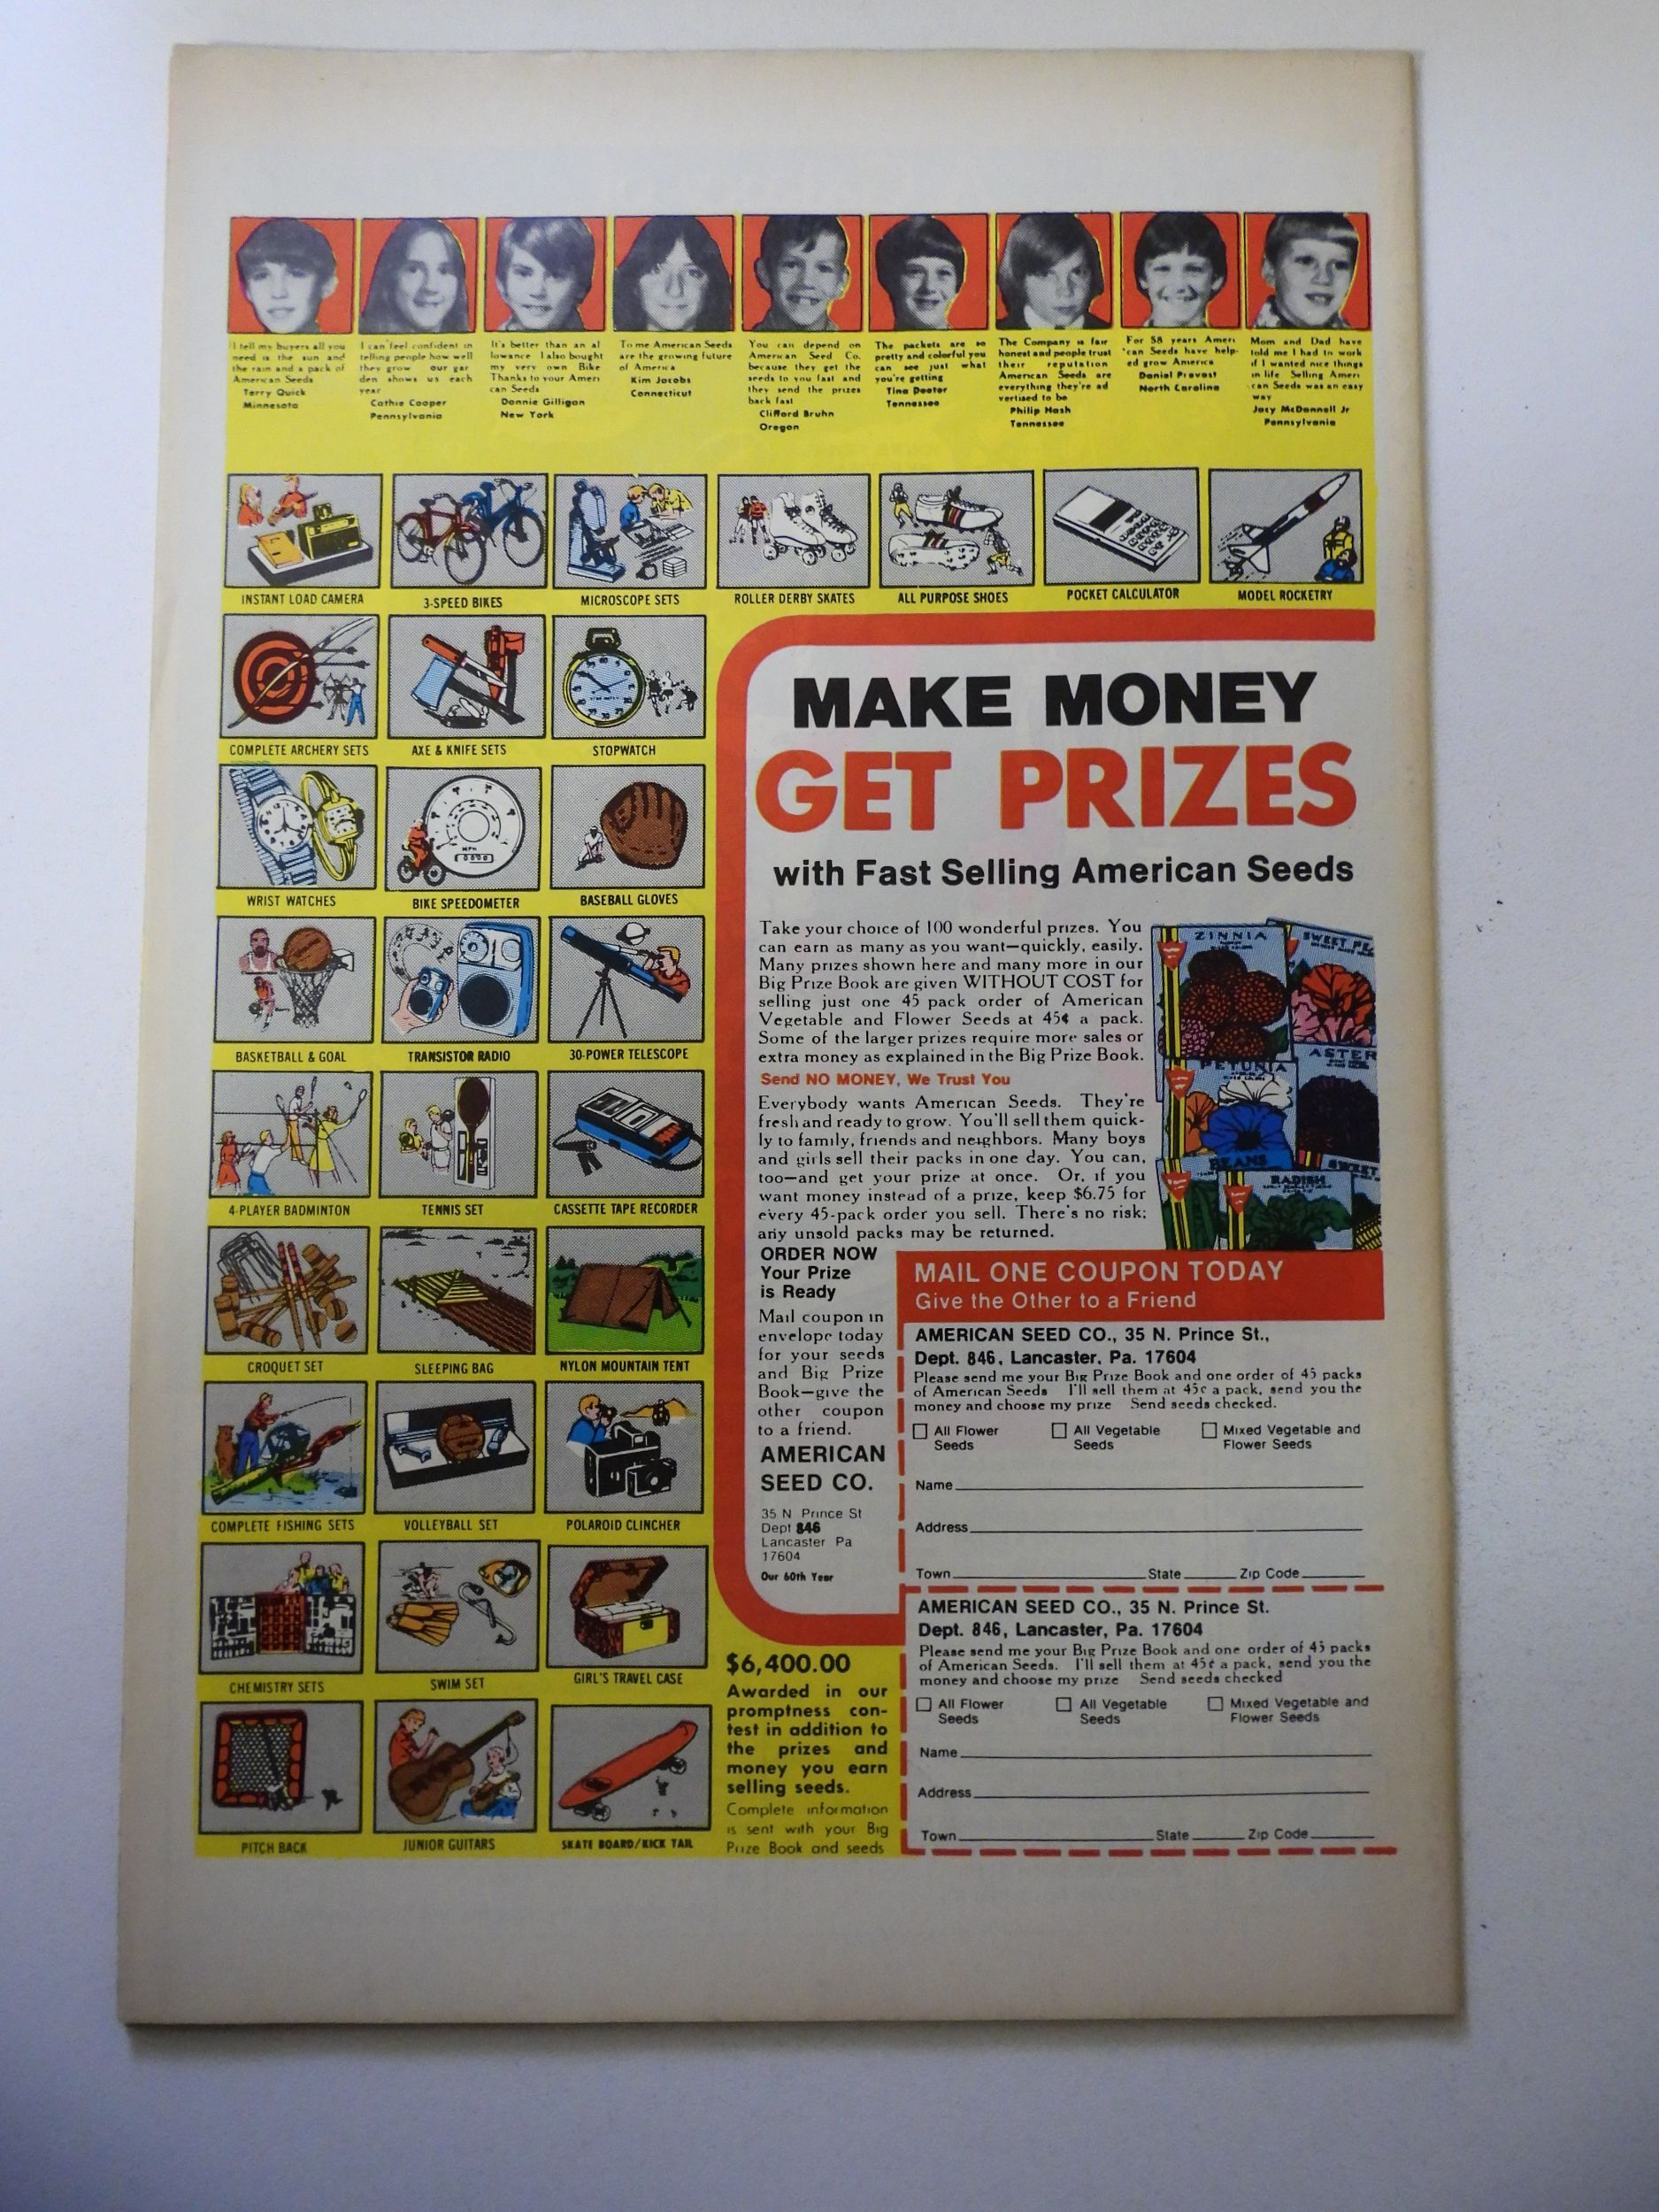 I tell my buyers all you
need is the sun and
the rain and a pack of
American Seeds
Terry Quick
Minnesota
I can feel confident in
telling people how well
they grow our gar
den shows us each
year
Cathie Cooper
Pennsylvania
It's better than an al
lowance I also bought
my very own Bike
Thanks to your Ameri
can Seeds
Donnie Gilligan
New York
To me American Seeds
are the growing future
of America
Kim Jacobs
Connecticut
You can depend on
American Seed Co.
because they get the
seeds to you fast and
they send the prizes
back fast
Clifford Bruhn
Oregon
The packets are so
pretty and colorful you
can see just what
you're getting
Tina Deator
Tennessee
The Company is fair
honest and people trust
their reputation
American Seeds are
everything they're ad
vertised to be
Philip Hash
Tennessee
For 58 years Ameri
can Seeds have help-
ed grow America
Daniel Provost
North Carolina
Mom and Dad have
told me I had to work
if I wanted nice things
in life Selling Ameri
can Seeds was an easy
way
Jacy McDannell Jr
Pennsylvania
INSTANT LOAD CAMERA
3-SPEED BIKES
MICROSCOPE SETS
ROLLER DERBY SKATES
ALL PURPOSE SHOES
POCKET CALCULATOR
MODEL ROCKETRY
COMPLETE ARCHERY SETS
AXE & KNIFE SETS
STOPWATCH
WRIST WATCHES
MPH
BIKE SPEEDOMETER
BASEBALL GLOVES
BASKETBALL & GOAL
TRANSISTOR RADIO
30-POWER TELESCOPE
4-PLAYER BADMINTON
TENNIS SET
CASSETTE TAPE RECORDER
CROQUET SET
SLEEPING BAG
NYLON MOUNTAIN TENT
COMPLETE FISHING SETS
VOLLEYBALL SET
POLAROID CLINCHER
CHEMISTRY SETS
SWIM SET
GIRL'S TRAVEL CASE
PITCH BACK
JUNIOR GUITARS
SKATE BOARD/KICK TAIL
MAKE MONEY
GET PRIZES
with Fast Selling American Seeds
Take your choice of 100 wonderful prizes. You
can earn as many as you want—quickly, easily.
Many prizes shown here and many more in our
Big Prize Book are given WITHOUT COST for
selling just one 45 pack order of American
Vegetable and Flower Seeds at 45¢ a pack.
Some of the larger prizes require more sales or
extra money as explained in the Big Prize Book.
Send NO MONEY, We Trust You
Everybody wants American Seeds. They're
fresh and ready to grow. You'll sell them quick-
ly to family, friends and neighbors. Many boys
and girls sell their packs in one day. You can,
too—and get your prize at once. Or, if you
want money instead of a prize, keep $6.75 for
every 45-pack order you sell. There's no risk;
any unsold packs may be returned.
ZINNIA
SWEET PE
PETUNIA
ASTER
BEANS
RADISH
SWEET
ORDER NOW
Your Prize
is Ready
Mail coupon in
envelope today
for your seeds
and Big Prize
Book—give the
other coupon
to a friend.
AMERICAN
SEED CO.
35 N Prince St
Dept 846
Lancaster Pa
17604
Our 60th Year
$6,400.00
Awarded in our
promptness con-
test in addition to
the prizes and
money you earn
selling seeds.
Complete information
is sent with your Big
Prize Book and seeds
MAIL ONE COUPON TODAY
Give the Other to a Friend
AMERICAN SEED CO., 35 N. Prince St.,
Dept. 846, Lancaster, Pa. 17604
Please send me your Big Prize Book and one order of 45 packs
of American Seeds I'll sell them at 45¢ a pack, send you the
money and choose my prize Send seeds checked.
All Flower Seeds
All Vegetable Seeds
Mixed Vegetable and Flower Seeds
Name
Address
Town State Zip Code
AMERICAN SEED CO., 35 N. Prince St.
Dept. 846, Lancaster, Pa. 17604
Please send me your Big Prize Book and one order of 45 packs
of American Seeds. I'll sell them at 45¢ a pack, send you the
money and choose my prize Send seeds checked
All Flower Seeds
All Vegetable Seeds
Mixed Vegetable and Flower Seeds
Name
Address
Town State Zip Code